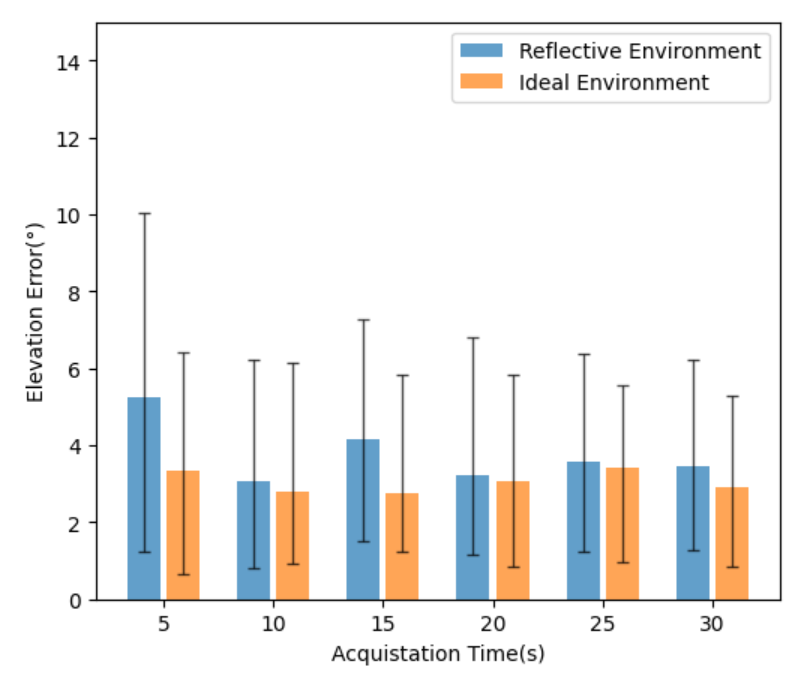 Reflective Environment
Ideal Environment
14
12
10
8
6
4
2
0
Elevation Error(°)
5 10 15 20 25 30
Acquistation Time(s)